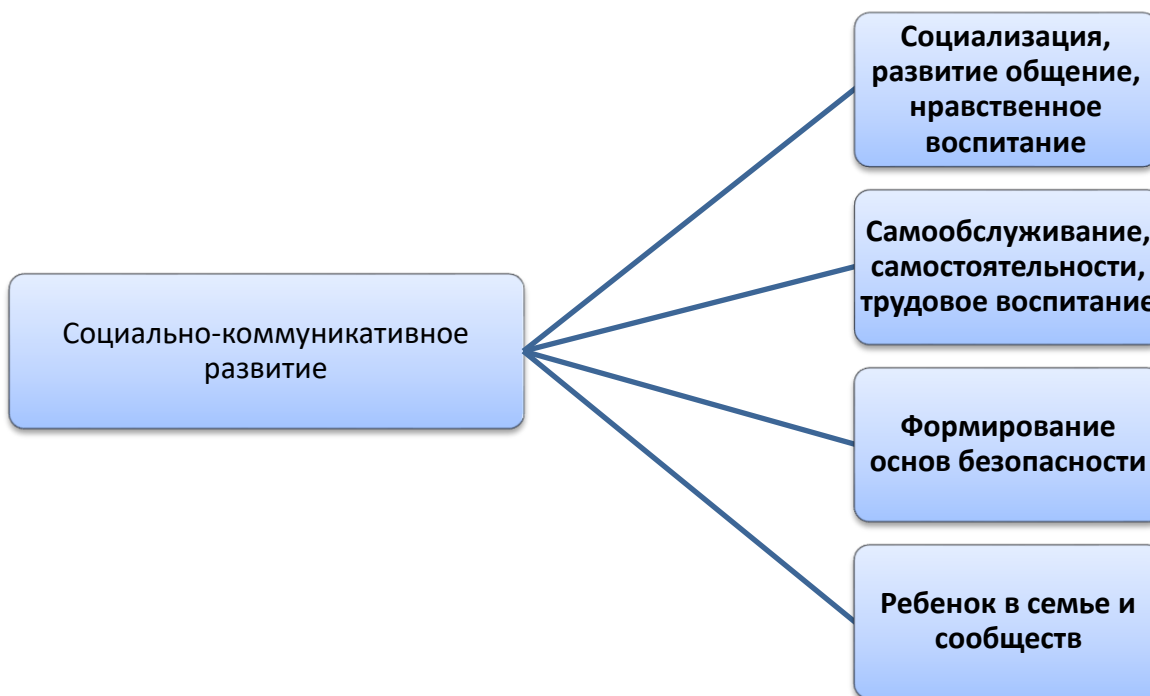 Социализация,
развитие общение,
нравственное
воспитание
Самообслуживание,
самостоятельности,
трудовое воспитание
Социально-коммуникативное
развитие
Формирование
основ безопасности
Ребенок в семье и
сообществ